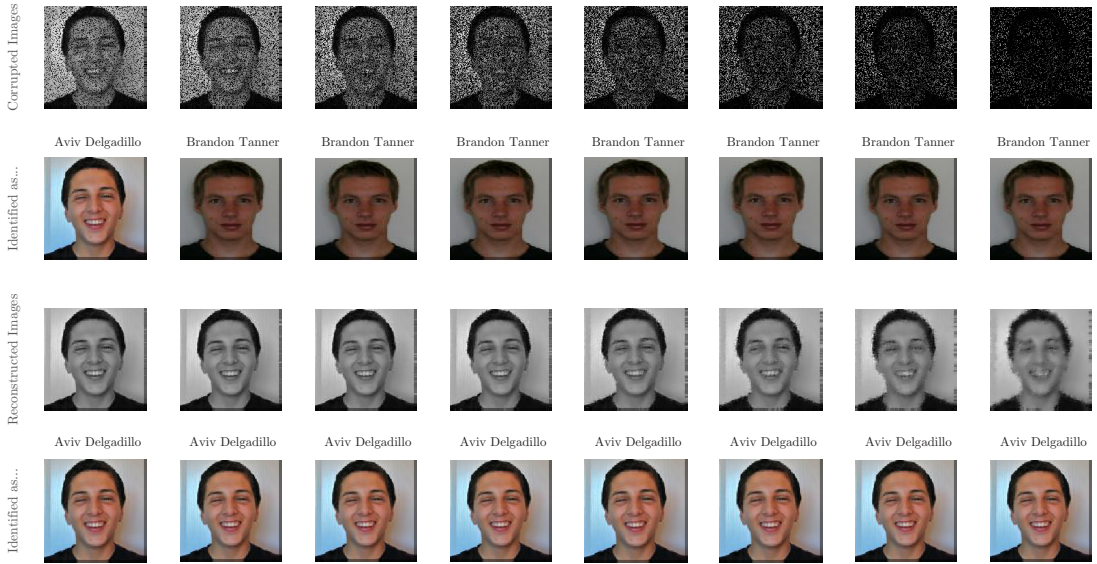 Corrupted Images
Aviv Delgadillo Brandon Tanner Brandon Tanner Brandon Tanner Brandon Tanner Brandon Tanner Brandon Tanner Brandon Tanner
Identified as...
Reconstructed Images
Aviv Delgadillo Aviv Delgadillo Aviv Delgadillo Aviv Delgadillo Aviv Delgadillo Aviv Delgadillo Aviv Delgadillo Aviv Delgadillo
Identified as...